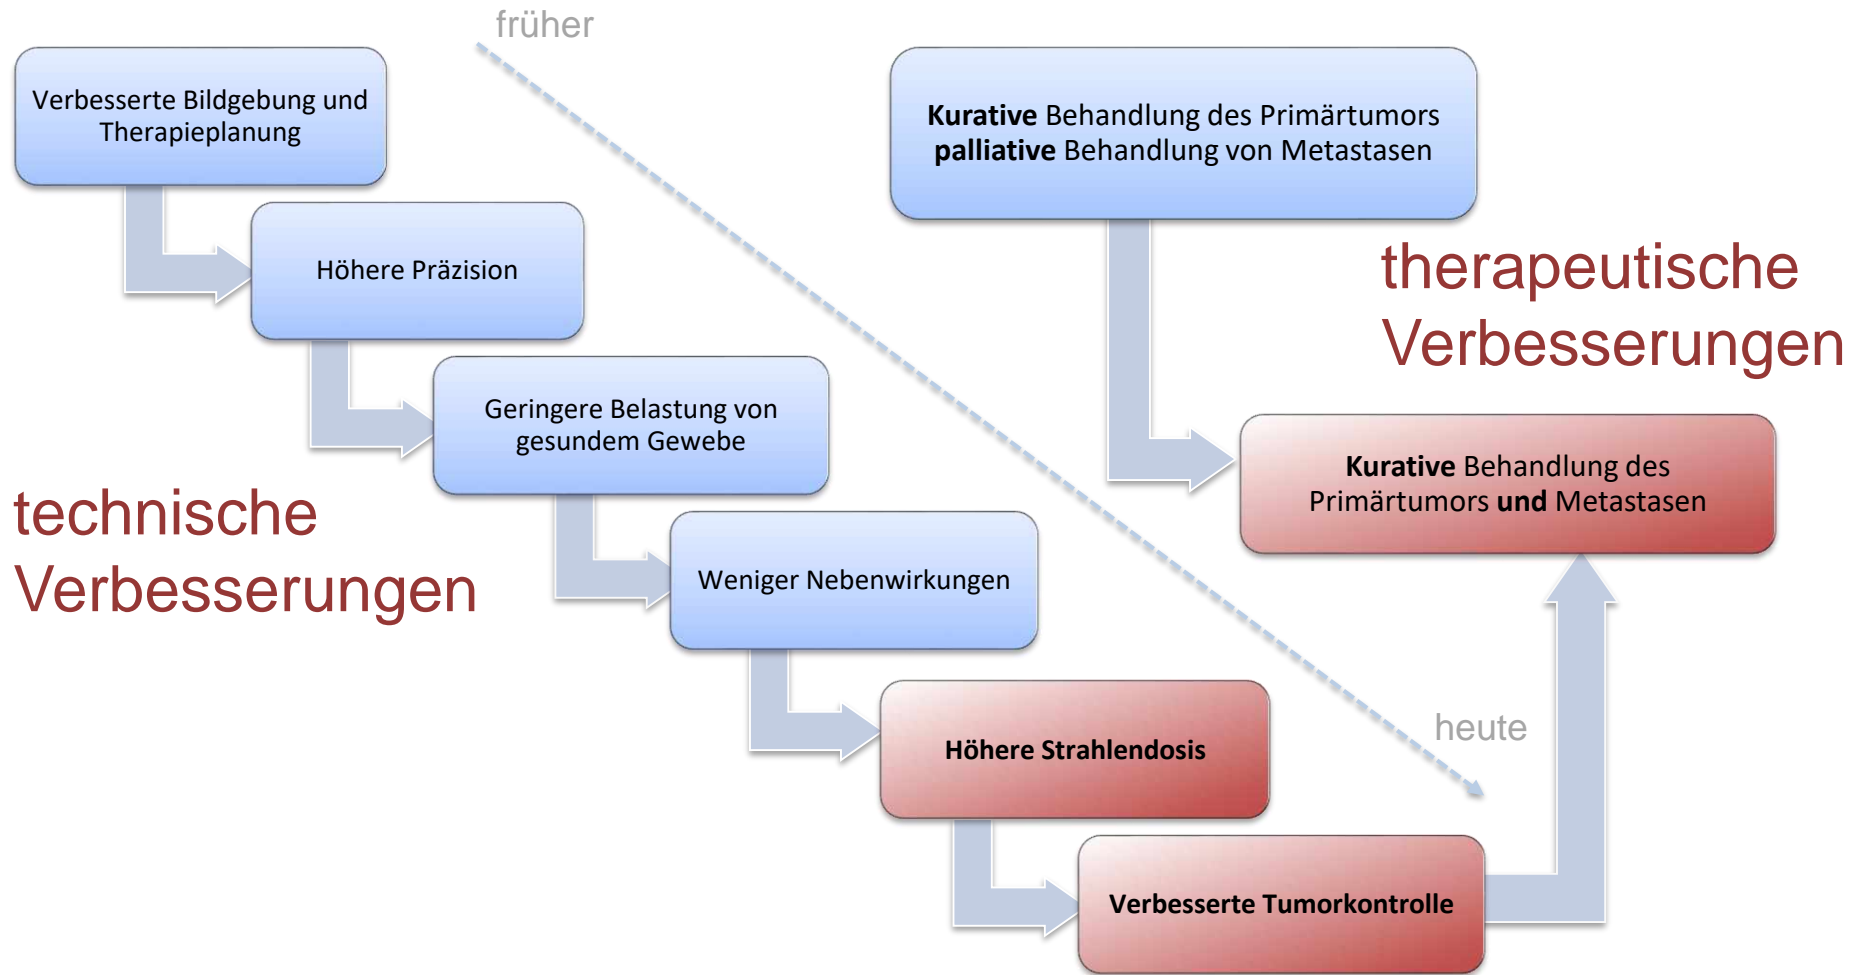 früher
Verbesserte Bildgebung und
Therapieplanung
Höhere Präzision
Geringere Belastung von
gesundem Gewebe
technische
Verbesserungen
Weniger Nebenwirkungen
Höhere Strahlendosis
Verbesserte Tumorkontrolle
heute
Kurative Behandlung des Primärtumors
palliative Behandlung von Metastasen
therapeutische
Verbesserungen
Kurative Behandlung des
Primärtumors und Metastasen